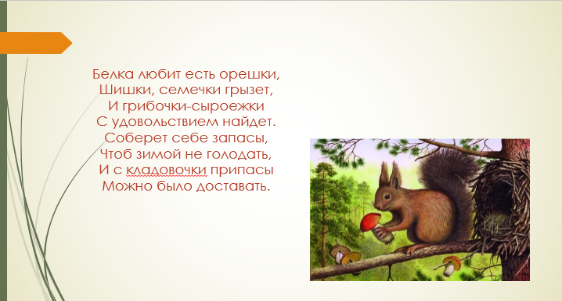 Белка любит есть орешки,
Шишки, семечки грызет,
И грибочки-сыроежки
С удовольствием найдет.
Соберет себе запасы,
Чтоб зимой не голодать,
И с кладовочки припасы
Можно было доставать.